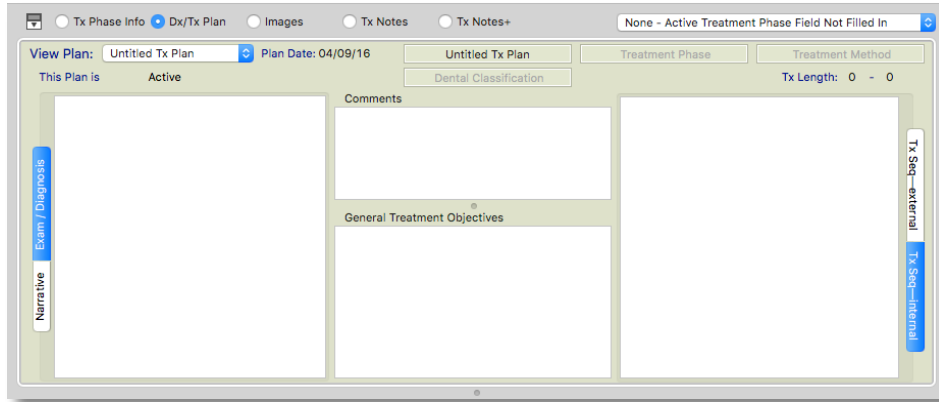 Tx Phase Info Dx/Tx Plan Images Tx Notes Tx Notes+ None - Active Treatment Phase Field Not Filled In
View Plan: Untitled Tx Plan Plan Date: 04/09/16 Untitled Tx Plan Treatment Phase Treatment Method
This Plan is Active Dental Classification Tx Length: 0 - 0
Comments
General Treatment Objectives
Exam / Diagnosis
Narrative
Tx Seq—external
Tx Seq—internal